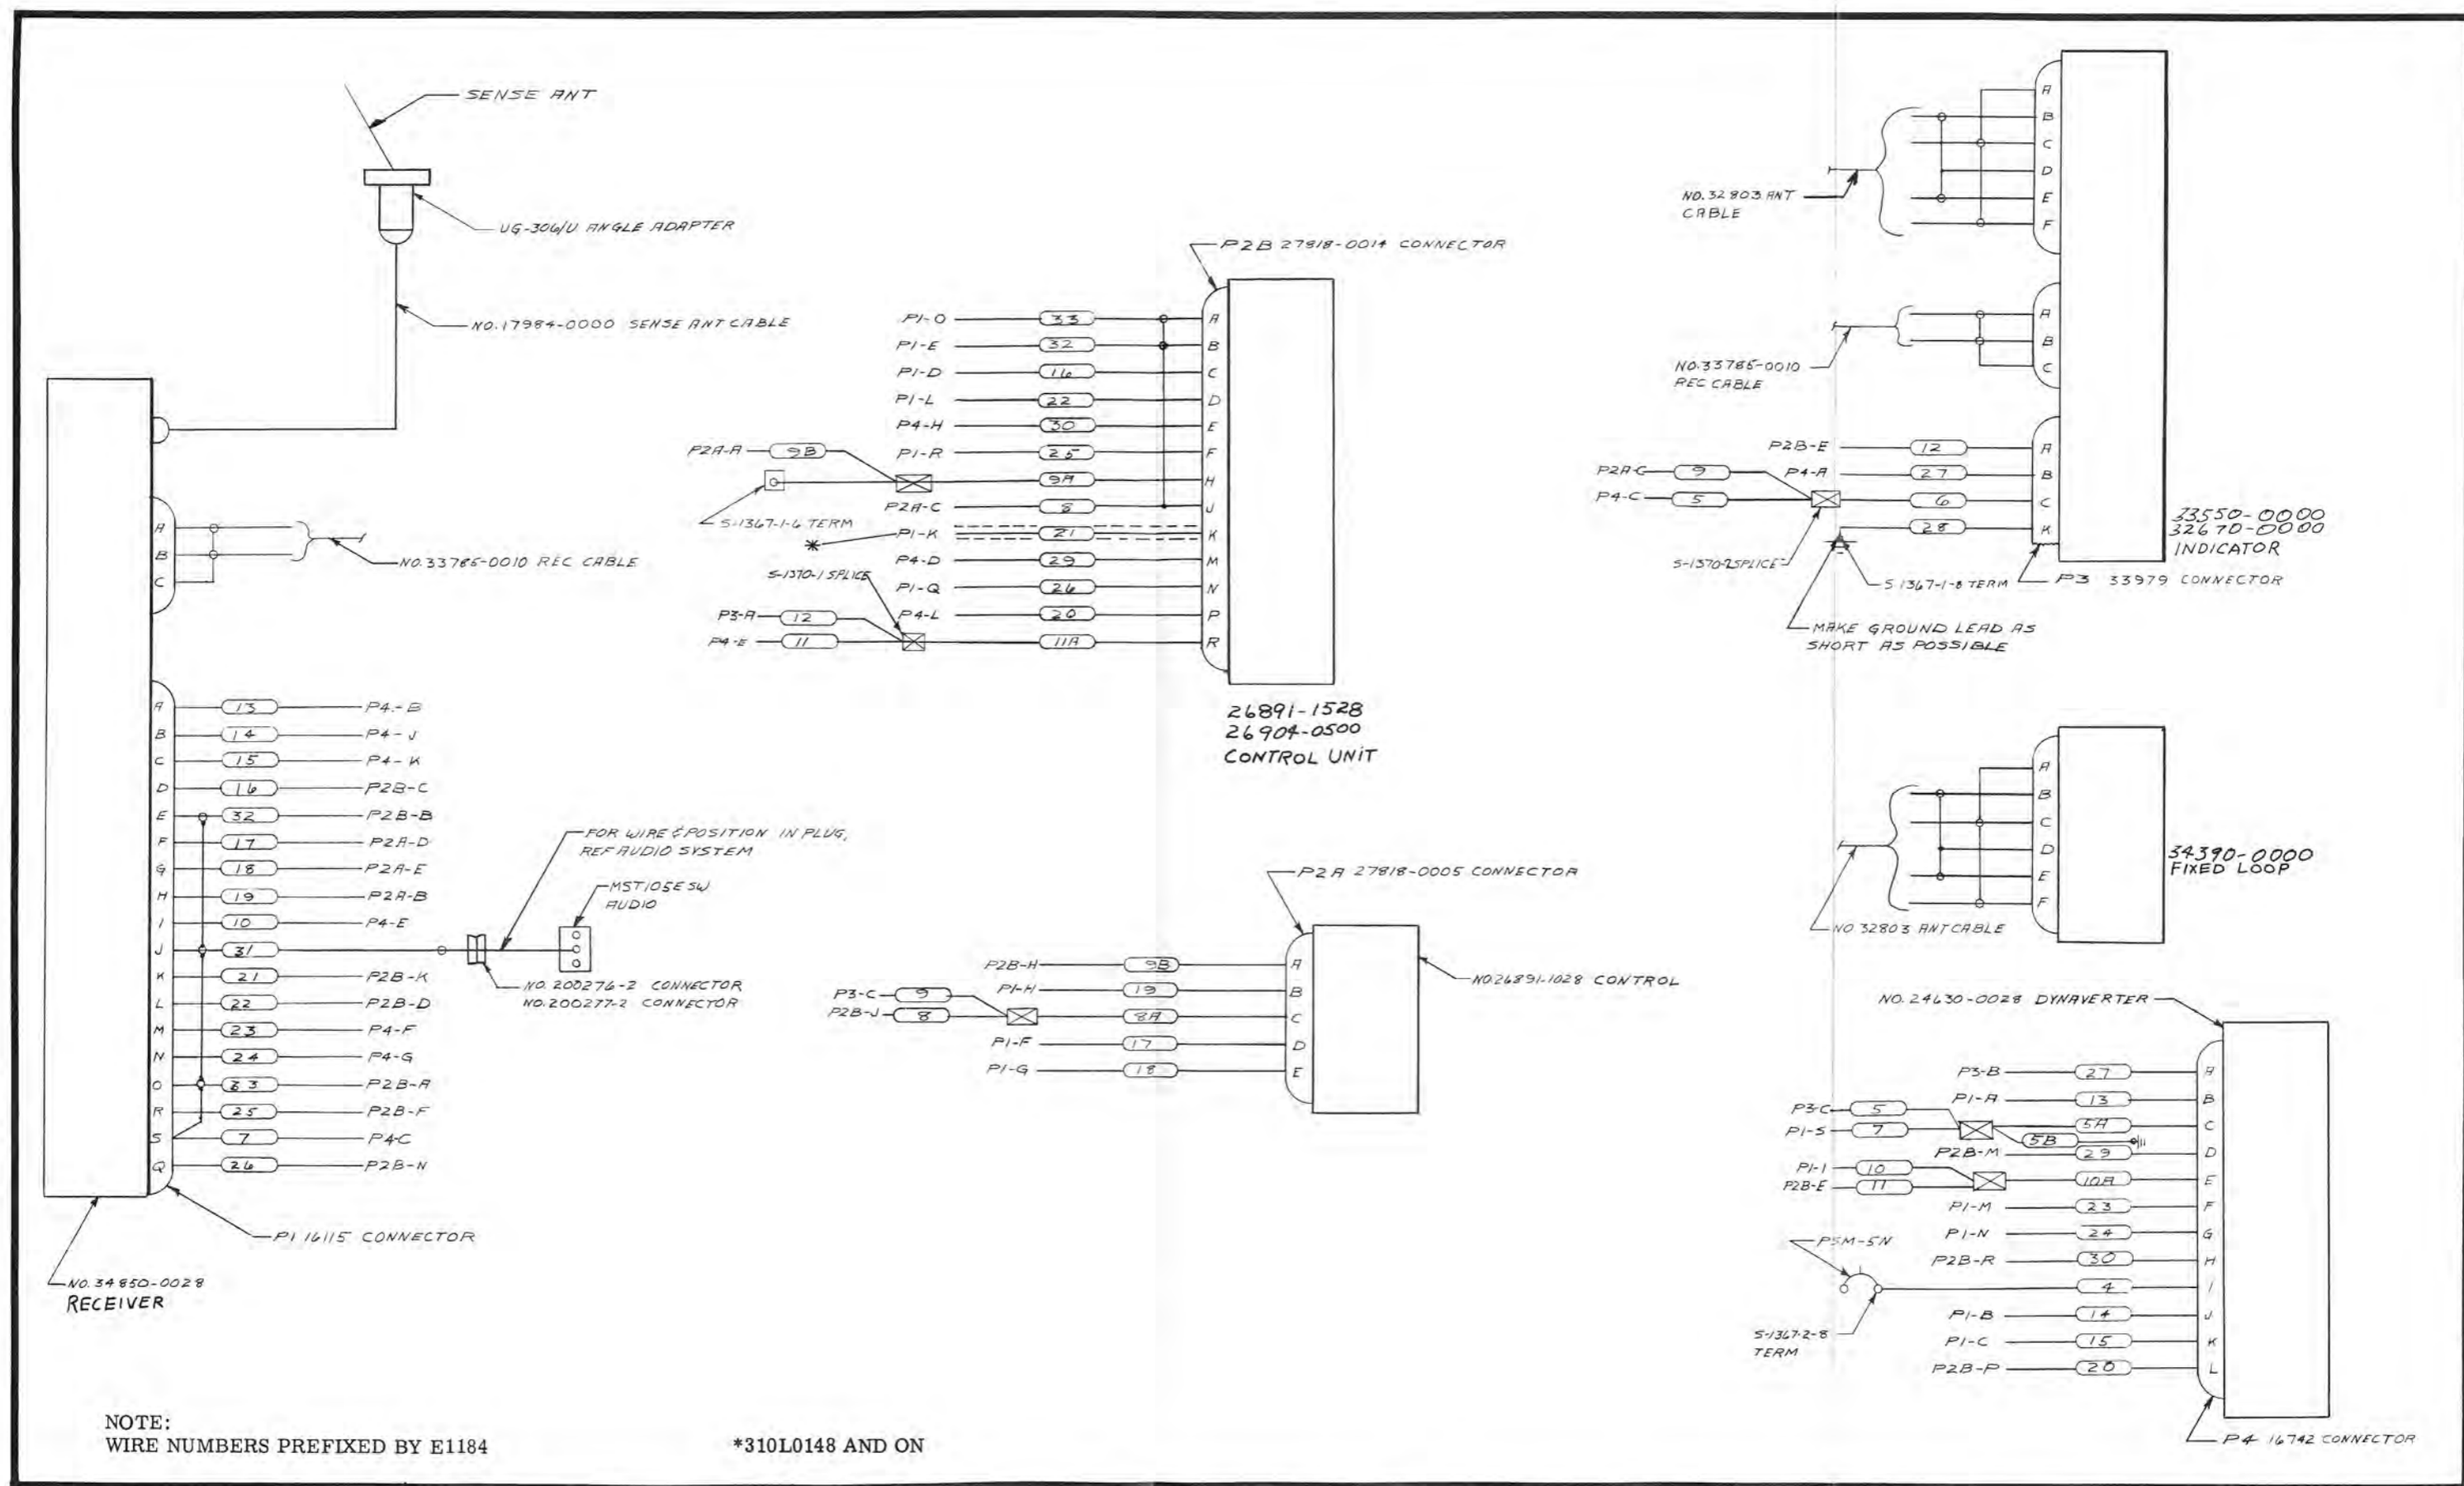 SENSE ANT
UG-306/U ANGLE ADAPTER
NO.17984-0000 SENSE ANT CABLE
A
B
C
NO.33785-0010 REC CABLE
A 13 P4-B
B 14 P4-J
C 15 P4-K
D 16 P2B-C
E 32 P2B-B
F 17 P2A-D
G 18 P2A-E
H 19 P2A-B
I 10 P4-E
J 31
K 21 P2B-K
L 22 P2B-D
M 23 P4-F
N 24 P4-G
O 33 P2B-A
R 25 P2B-F
S 7 P4-C
Q 26 P2B-N
FOR WIRE & POSITION IN PLUG,
REF AUDIO SYSTEM
MST105E SW
AUDIO
NO.200276-2 CONNECTOR
NO.200277-2 CONNECTOR
P1 16115 CONNECTOR
NO.34850-0028
RECEIVER
P2B 27818-0014 CONNECTOR
P1-O 33 A
P1-E 32 B
P1-D 16 C
P1-L 22 D
P4-H 30 E
P1-R 25 F
P2A-A 9B
9A H
S-1367-1-6 TERM
P2A-C 8 J
* P1-K 21 K
P4-D 29 M
S-1370-1 SPLICE
P1-Q 26 N
P4-L 20 P
P3-A 12
P4-E 11
11A R
26891-1528
26904-0500
CONTROL UNIT
P2A 27818-0005 CONNECTOR
P2B-H 9B A
P1-H 19 B
P3-C 9
P2B-J 8
8A C
P1-F 17 D
P1-G 18 E
NO.26891-1028 CONTROL
A
B
C
D
E
F
NO.32803 ANT
CABLE
A
B
C
NO.33785-0010
REC CABLE
P2B-E 12 A
P2A-C 9
P4-A 27 B
P4-C 5
6 C
28 K
33550-0000
32670-0000
INDICATOR
S-1370-2 SPLICE
S 1367-1-8 TERM
P3 33979 CONNECTOR
MAKE GROUND LEAD AS
SHORT AS POSSIBLE
A
B
C
D
E
F
34390-0000
FIXED LOOP
NO 32803 ANT CABLE
NO. 24630-0028 DYNAVERTER
P3-B 27 A
P1-A 13 B
P3-C 5
P1-S 7
5A C
5B
P2B-M 29 D
P1-I 10
P2B-E 11
10A E
P1-M 23 F
P1-N 24 G
P5M-5N
P2B-R 30 H
4 I
P1-B 14 J
S-1367-2-8
TERM
P1-C 15 K
P2B-P 20 L
P4 16742 CONNECTOR
NOTE:
WIRE NUMBERS PREFIXED BY E1184
*310L0148 AND ON